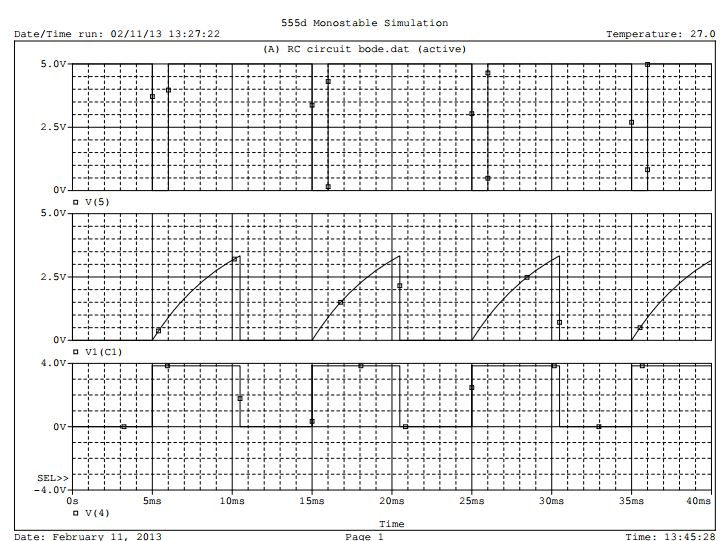 555d Monostable Simulation
Date/Time run: 02/11/13 13:27:22 Temperature: 27.0
(A) RC circuit bode.dat (active)
5.0V
2.5V
0V
V(5)
5.0V
2.5V
0V
V1(C1)
4.0V
0V
SEL>>
-4.0V
0s 5ms 10ms 15ms 20ms 25ms 30ms 35ms 40ms
V(4)
Time
Date: February 11, 2013 Page 1 Time: 13:45:28